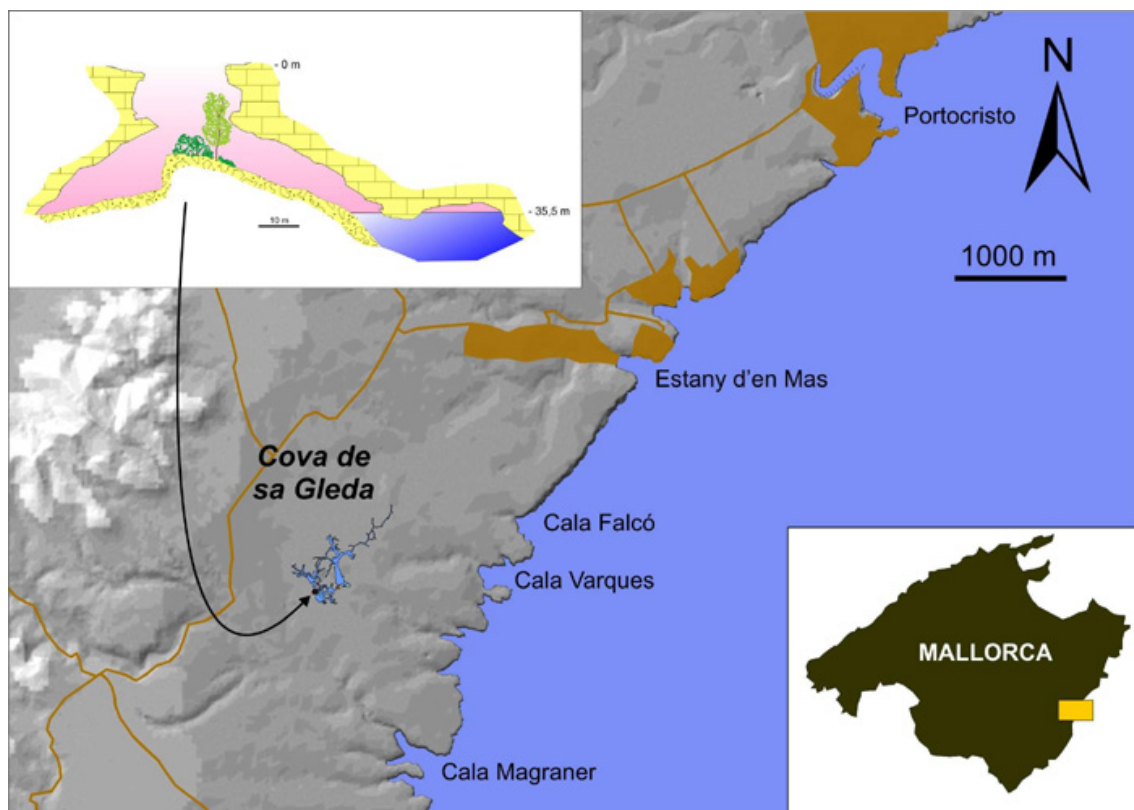 - 0 m
- 35,5 m
10 m
N
Portocristo
1000 m
Estany d'en Mas
Cova de
sa Gleda
Cala Falcó
Cala Varques
MALLORCA
Cala Magraner